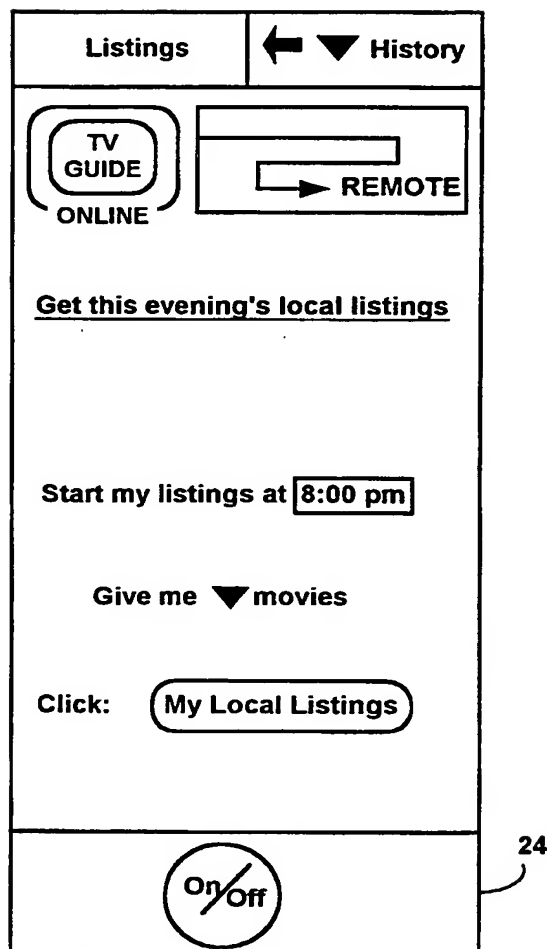 Listings
History
TV
GUIDE
ONLINE
REMOTE
Get this evening's local listings
Start my listings at 8:00 pm
Give me movies
Click: My Local Listings
On/Off
24